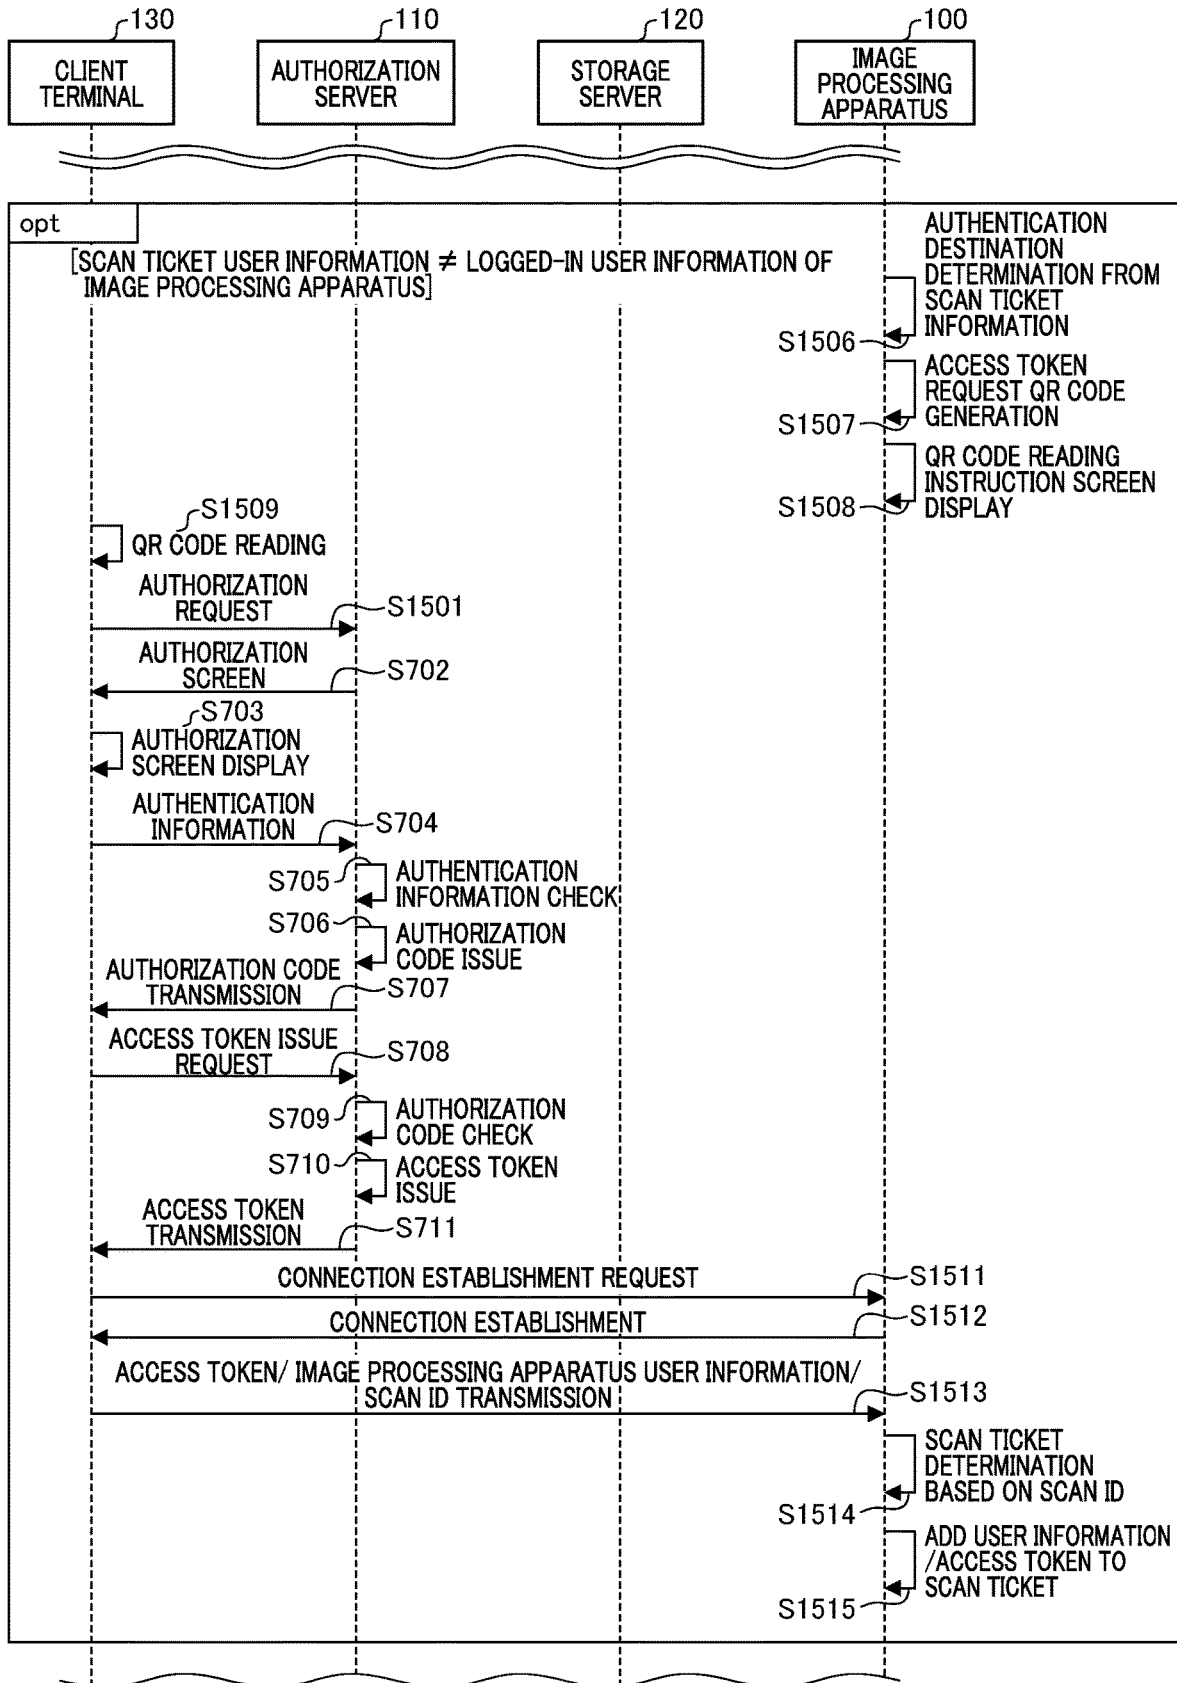 130
110
120
100
CLIENT
TERMINAL
AUTHORIZATION
SERVER
STORAGE
SERVER
IMAGE
PROCESSING
APPARATUS
opt
[SCAN TICKET USER INFORMATION ≠ LOGGED-IN USER INFORMATION OF
IMAGE PROCESSING APPARATUS]
AUTHENTICATION
DESTINATION
DETERMINATION FROM
SCAN TICKET
INFORMATION
S1506
ACCESS TOKEN
REQUEST QR CODE
GENERATION
S1507
QR CODE READING
INSTRUCTION SCREEN
DISPLAY
S1508
S1509
QR CODE READING
AUTHORIZATION
REQUEST
S1501
AUTHORIZATION
SCREEN
S702
S703
AUTHORIZATION
SCREEN DISPLAY
AUTHENTICATION
INFORMATION
S704
S705
AUTHENTICATION
INFORMATION CHECK
S706
AUTHORIZATION
CODE ISSUE
AUTHORIZATION CODE
TRANSMISSION
S707
ACCESS TOKEN ISSUE
REQUEST
S708
S709
AUTHORIZATION
CODE CHECK
S710
ACCESS TOKEN
ISSUE
ACCESS TOKEN
TRANSMISSION
S711
CONNECTION ESTABLISHMENT REQUEST
S1511
CONNECTION ESTABLISHMENT
S1512
ACCESS TOKEN/ IMAGE PROCESSING APPARATUS USER INFORMATION/
SCAN ID TRANSMISSION
S1513
SCAN TICKET
DETERMINATION
BASED ON SCAN ID
S1514
ADD USER INFORMATION
/ACCESS TOKEN TO
SCAN TICKET
S1515